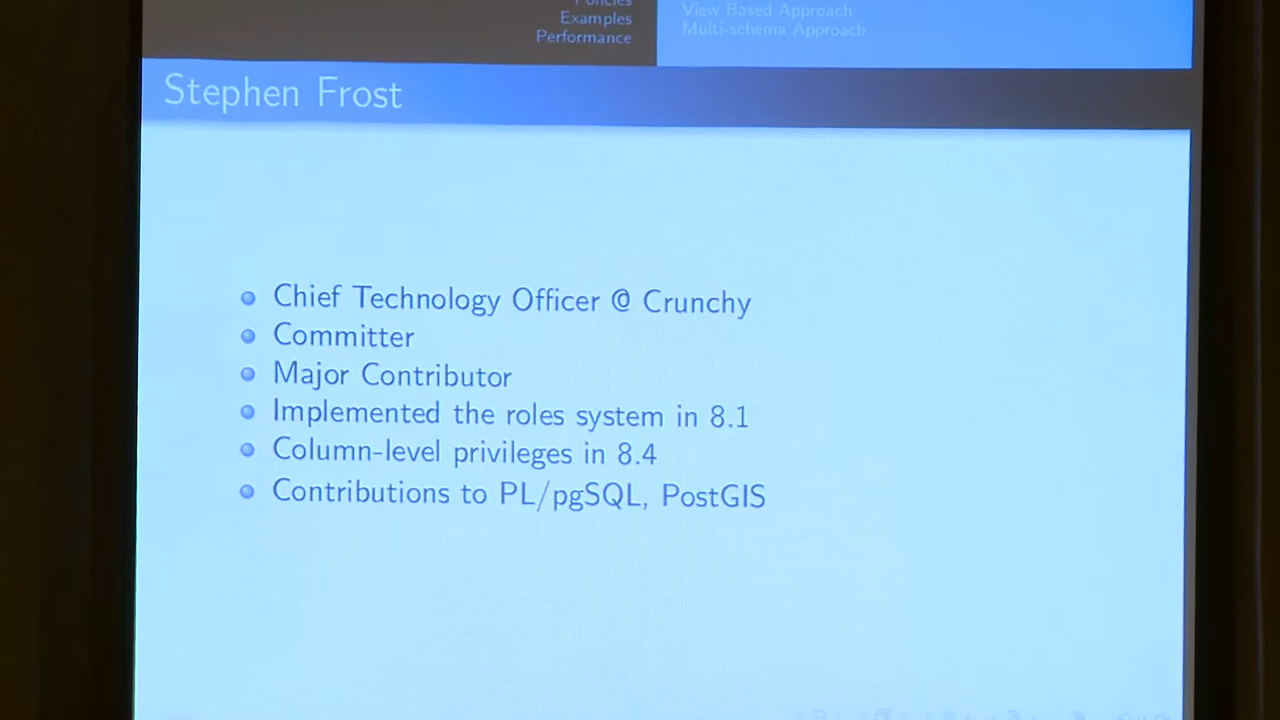 Policies
Examples
Performance
View Based Approach
Multi-schema Approach
Stephen Frost
Chief Technology Officer @ Crunchy
Committer
Major Contributor
Implemented the roles system in 8.1
Column-level privileges in 8.4
Contributions to PL/pgSQL, PostGIS